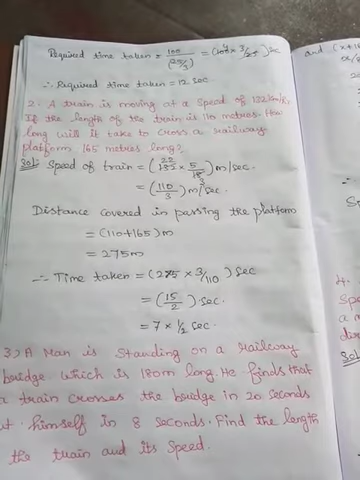 Required time taken = 100/(25/3) = (100 × 3/25) Sec
∴ Required time taken = 12 Sec
2. A train is moving at a speed of 132 km/h,
If the length of the train is 110 metres. How
long will it take to cross a railway
platform 165 metres long?
Sol: Speed of train = (132 × 5/18) m/sec.
= (110/3) m/sec.
Distance covered in passing the platform
= (110+165) m
= 275m
∴ Time taken = (275 × 3/110) Sec
= (15/2) Sec.
= 7 × 1/2 Sec.
3) A Man is Standing on a railway
bridge which is 180m long. He finds that
a train crosses the bridge in 20 seconds
but himself in 8 seconds. Find the length
of the train and its speed.
and (x+
4.
Sol